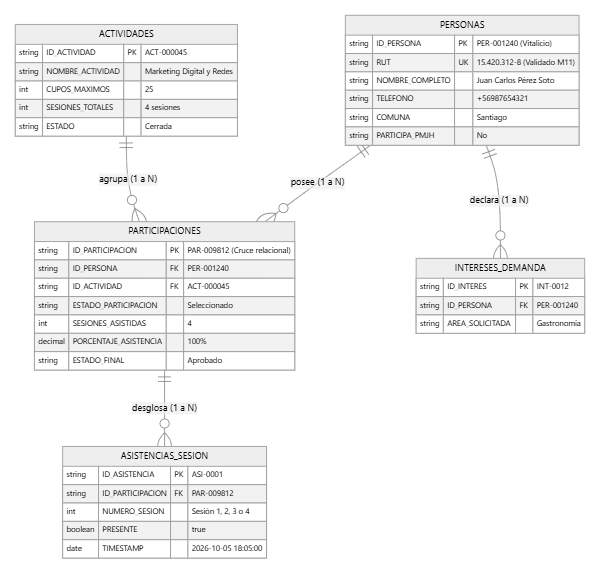 ACTIVIDADES
string ID_ACTIVIDAD PK ACT-000045
string NOMBRE_ACTIVIDAD Marketing Digital y Redes
int CUPOS_MAXIMOS 25
int SESIONES_TOTALES 4 sesiones
string ESTADO Cerrada
PERSONAS
string ID_PERSONA PK PER-001240 (Vitalicio)
string RUT UK 15.420.312-8 (Validado M11)
string NOMBRE_COMPLETO Juan Carlos Pérez Soto
string TELEFONO +56987654321
string COMUNA Santiago
string PARTICIPA_PMJH No
agrupa (1 a N)
posee (1 a N)
declara (1 a N)
PARTICIPACIONES
string ID_PARTICIPACION PK PAR-009812 (Cruce relacional)
string ID_PERSONA FK PER-001240
string ID_ACTIVIDAD FK ACT-000045
string ESTADO_PARTICIPACION Seleccionado
int SESIONES_ASISTIDAS 4
decimal PORCENTAJE_ASISTENCIA 100%
string ESTADO_FINAL Aprobado
INTERESES_DEMANDA
string ID_INTERES PK INT-0012
string ID_PERSONA FK PER-001240
string AREA_SOLICITADA Gastronomía
desglosa (1 a N)
ASISTENCIAS_SESION
string ID_ASISTENCIA PK ASI-0001
string ID_PARTICIPACION FK PAR-009812
int NUMERO_SESION Sesión 1, 2, 3 o 4
boolean PRESENTE true
date TIMESTAMP 2026-10-05 18:05:00